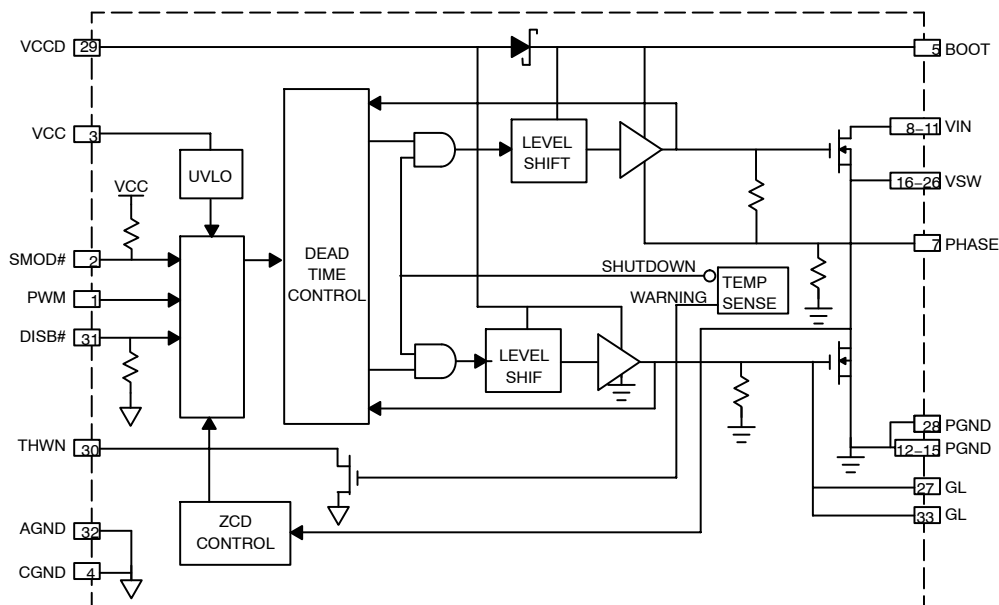 VCCD 29
5 BOOT
VCC 3
8–11 VIN
LEVEL
SHIFT
UVLO
VCC
16–26 VSW
DEAD
TIME
CONTROL
7 PHASE
SMOD# 2
SHUTDOWN
TEMP
SENSE
PWM 1
WARNING
DISB# 31
LEVEL
SHIF
28 PGND
THWN 30
12–15 PGND
27 GL
ZCD
CONTROL
33 GL
AGND 32
CGND 4